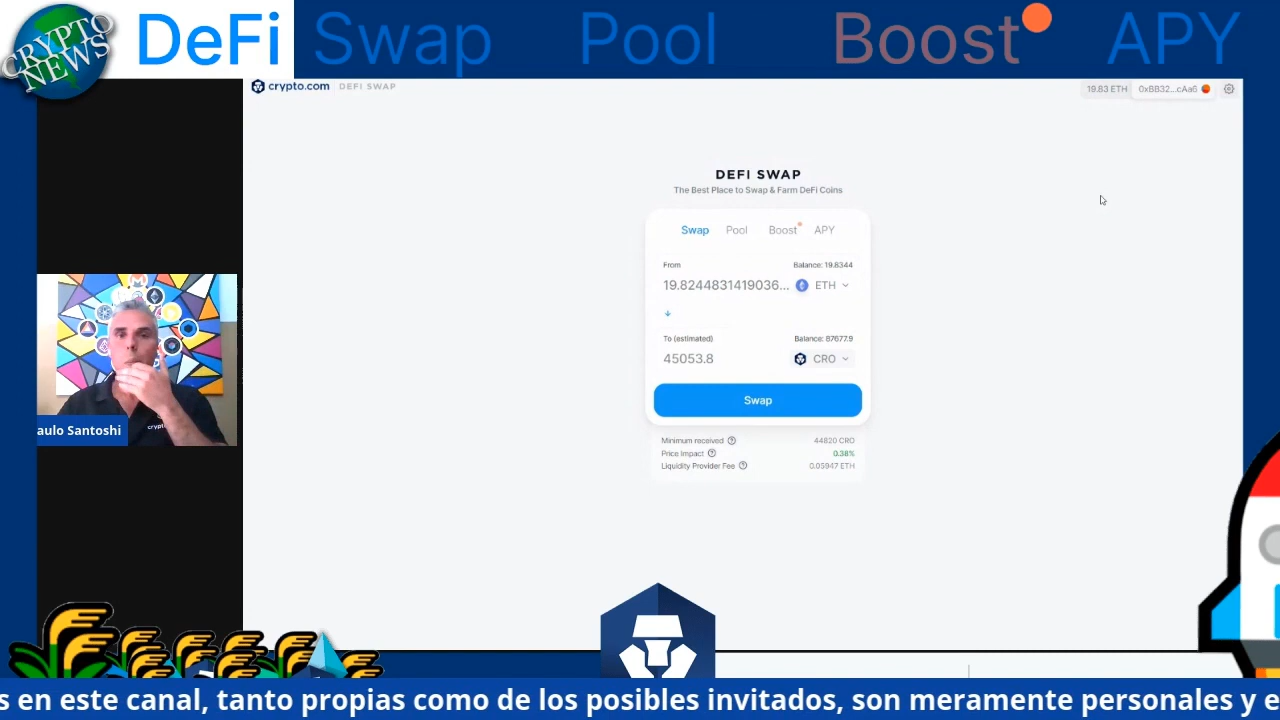 CRYPTO
NEWS
DeFi Swap Pool Boost APY
crypto.com DEFI SWAP
19.83 ETH 0xBB32...cAa6
DEFI SWAP
The Best Place to Swap & Farm DeFi Coins
Swap Pool Boost APY
From Balance: 19.8344
19.8244831419036... ETH
To (estimated) Balance: 87677.9
45053.8 CRO
Swap
Minimum received 44820 CRO
Price Impact 0.38%
Liquidity Provider Fee 0.05947 ETH
aulo Santoshi
s en este canal, tanto propias como de los posibles invitados, son meramente personales y e